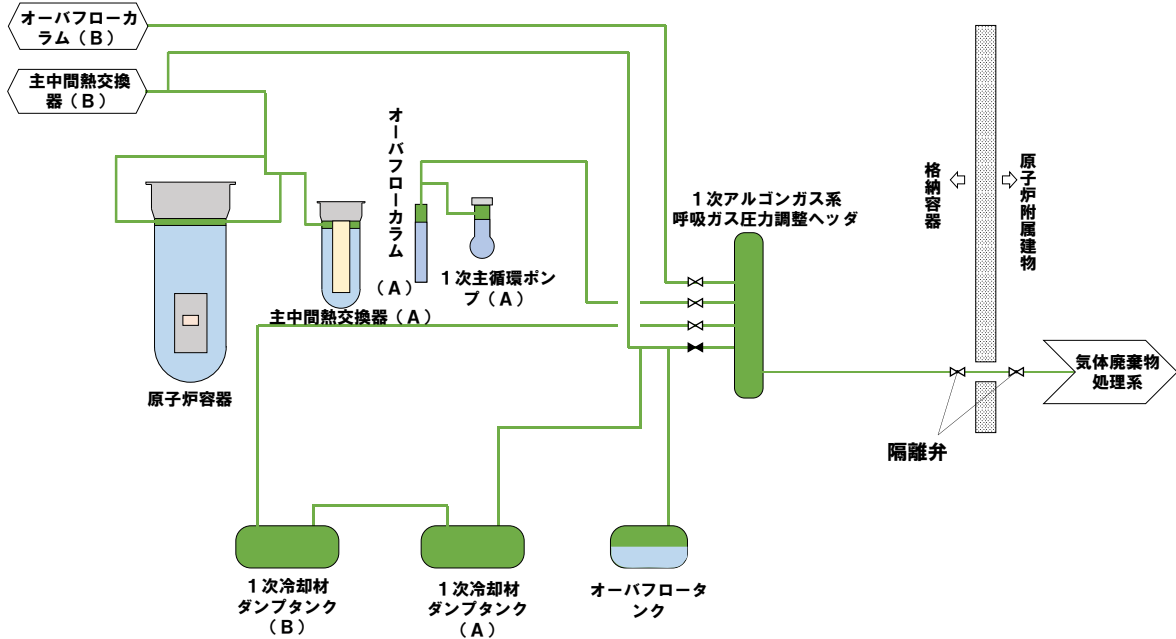 オーバフローカ
ラム（B）
主中間熱交換
器（B）
オーバフローカラム
（A）
原子炉容器
主中間熱交換器（A）
1次主循環ポン
プ（A）
1次アルゴンガス系
呼吸ガス圧力調整ヘッダ
格納容器
原子炉附属建物
気体廃棄物
処理系
隔離弁
1次冷却材
ダンプタンク
（B）
1次冷却材
ダンプタンク
（A）
オーバフロータ
ンク